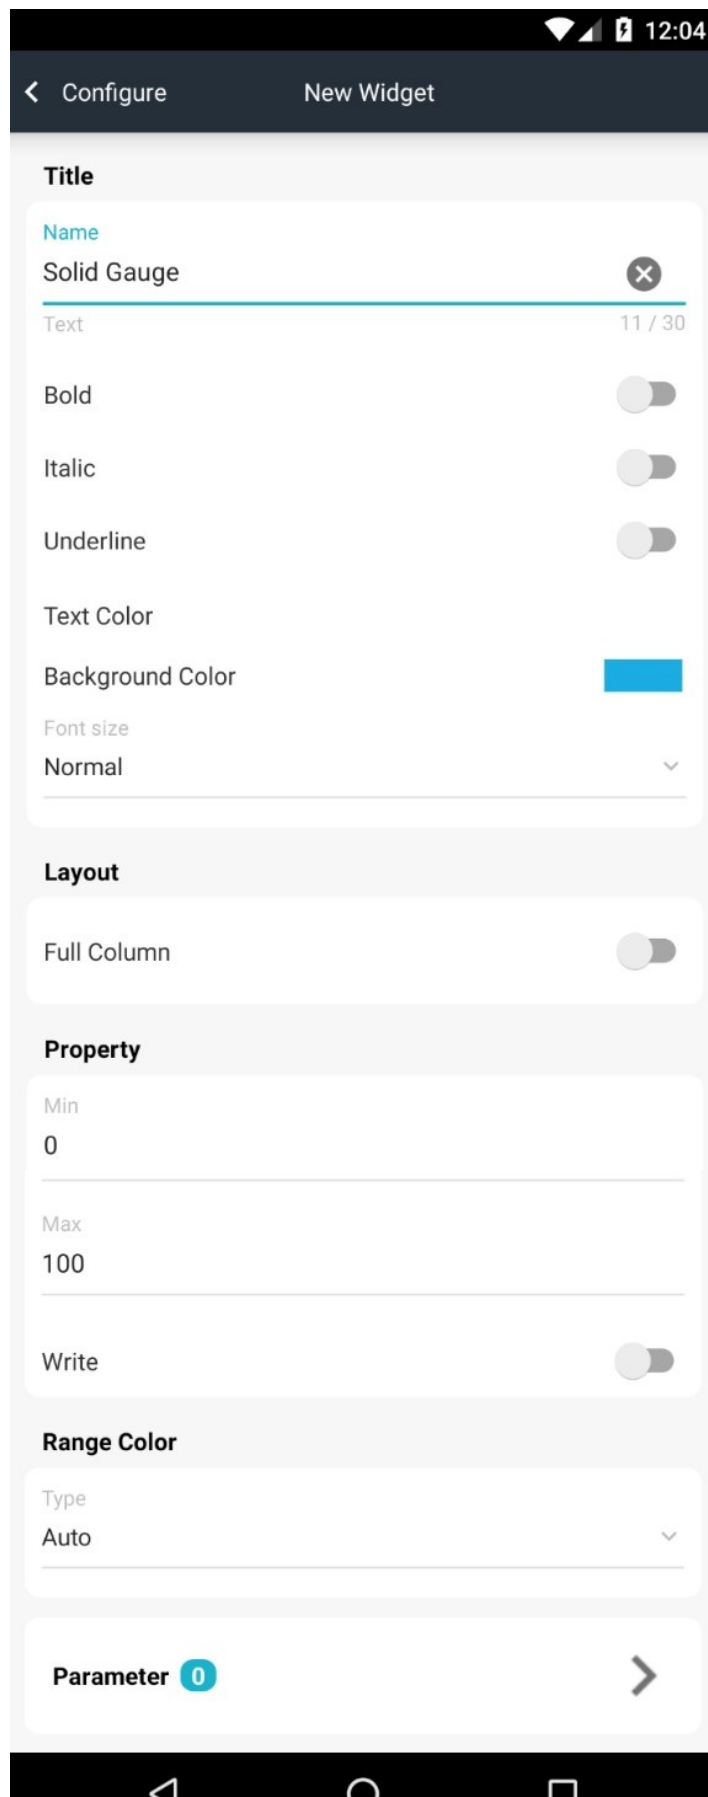 12:04
Configure New Widget
Title
Name
Solid Gauge
Text 11 / 30
Bold
Italic
Underline
Text Color
Background Color
Font size
Normal
Layout
Full Column
Property
Min
0
Max
100
Write
Range Color
Type
Auto
Parameter 0